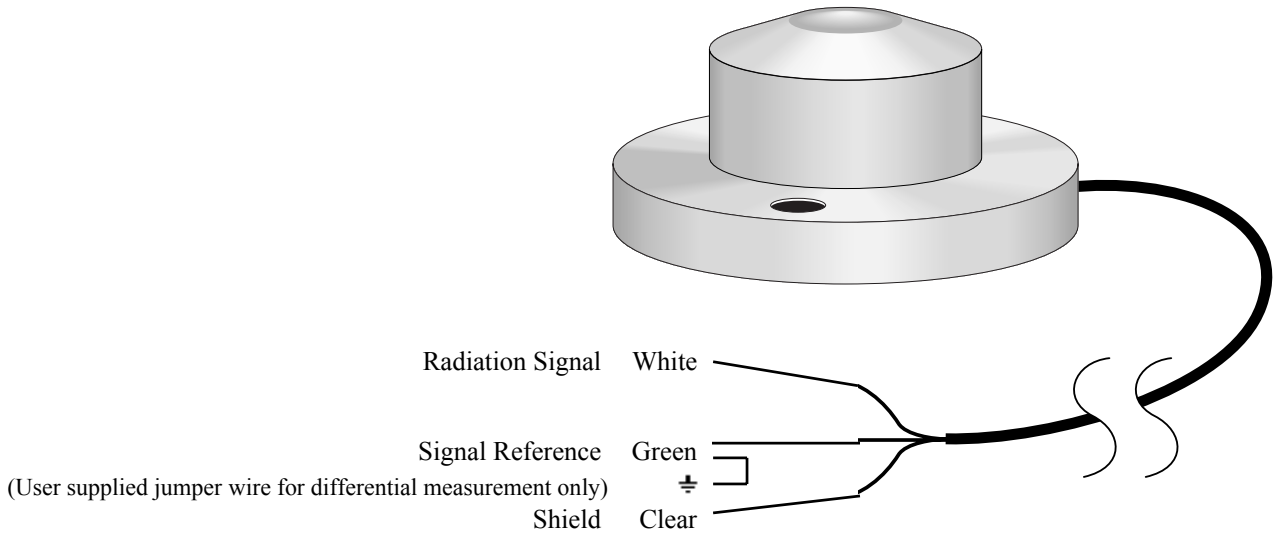 Radiation Signal White
Signal Reference Green
(User supplied jumper wire for differential measurement only)
Shield Clear